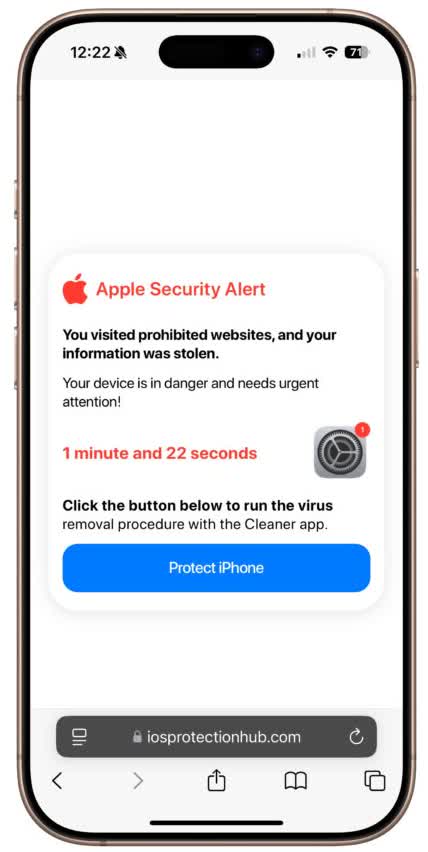 12:22
71
Apple Security Alert
You visited prohibited websites, and your
information was stolen.
Your device is in danger and needs urgent
attention!
1 minute and 22 seconds
1
Click the button below to run the virus
removal procedure with the Cleaner app.
Protect iPhone
iosprotectionhub.com